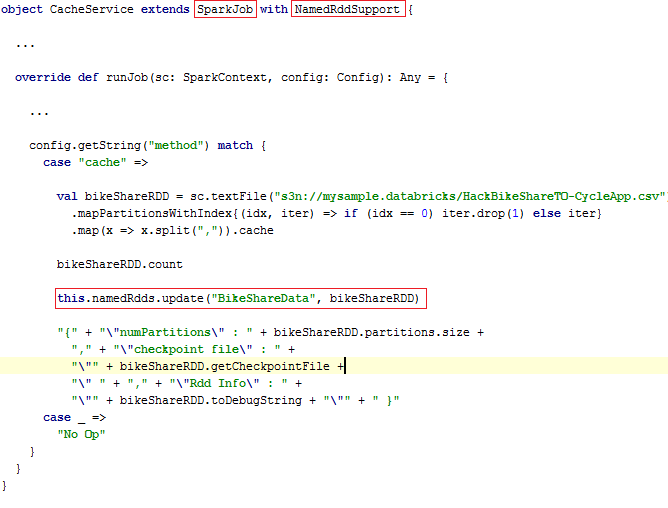 object CacheService extends SparkJob with NamedRddSupport {
...
override def runJob(sc: SparkContext, config: Config): Any = {
...
config.getString("method") match {
case "cache" =>
val bikeShareRDD = sc.textFile("s3n://mysample.databricks/HackBikeShareTO-CycleApp.csv"
.mapPartitionsWithIndex{(idx, iter) => if (idx == 0) iter.drop(1) else iter}
.map(x => x.split(",")).cache
bikeShareRDD.count
this.namedRdds.update("BikeShareData", bikeShareRDD)
"{" + "\"numPartitions\" : " + bikeShareRDD.partitions.size +
"," + "\"checkpoint file\" : " +
"\"" + bikeShareRDD.getCheckpointFile +
"\" " + "," + "\"Rdd Info\" : " +
"\"" + bikeShareRDD.toDebugString + "\"" + " }"
case _ =>
"No Op"
}
}
}